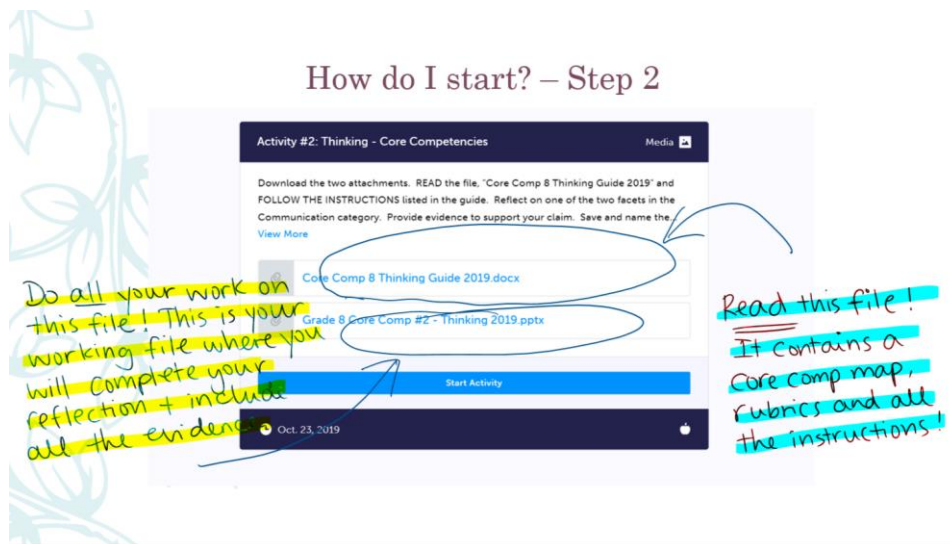 How do I start? – Step 2
Activity #2: Thinking - Core Competencies
Media
Download the two attachments. READ the file, "Core Comp 8 Thinking Guide 2019" and
FOLLOW THE INSTRUCTIONS listed in the guide. Reflect on one of the two facets in the
Communication category. Provide evidence to support your claim. Save and name the...
View More
Core Comp 8 Thinking Guide 2019.docx
Grade 8 Core Comp #2 - Thinking 2019.pptx
Start Activity
Oct. 23, 2019
Do all your work on
this file! This is your
working file where you
will complete your
reflection + include
all the evidence
Read this file!
It contains a
core comp map,
rubrics and all
the instructions!